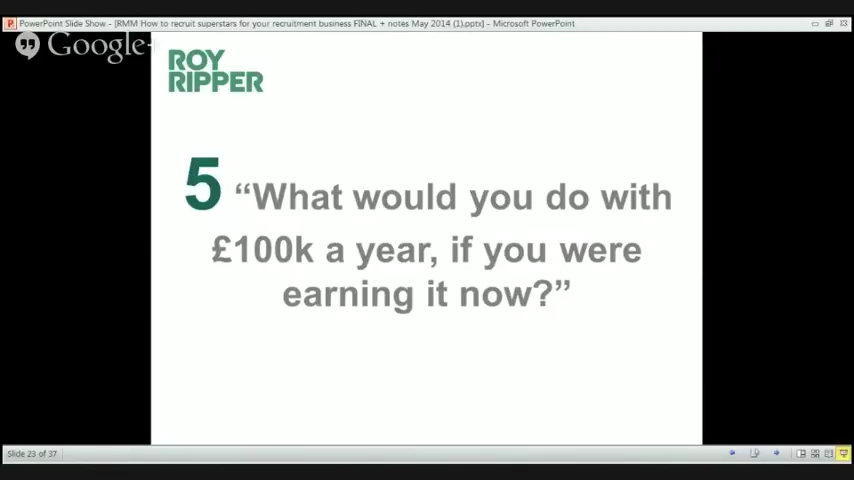 PowerPoint Slide Show - [RMM How to recruit superstars for your recruitment business FINAL + notes May 2014 (1).pptx] - Microsoft PowerPoint
Google+
ROY
RIPPER
5 “What would you do with
£100k a year, if you were
earning it now?”
Slide 23 of 37